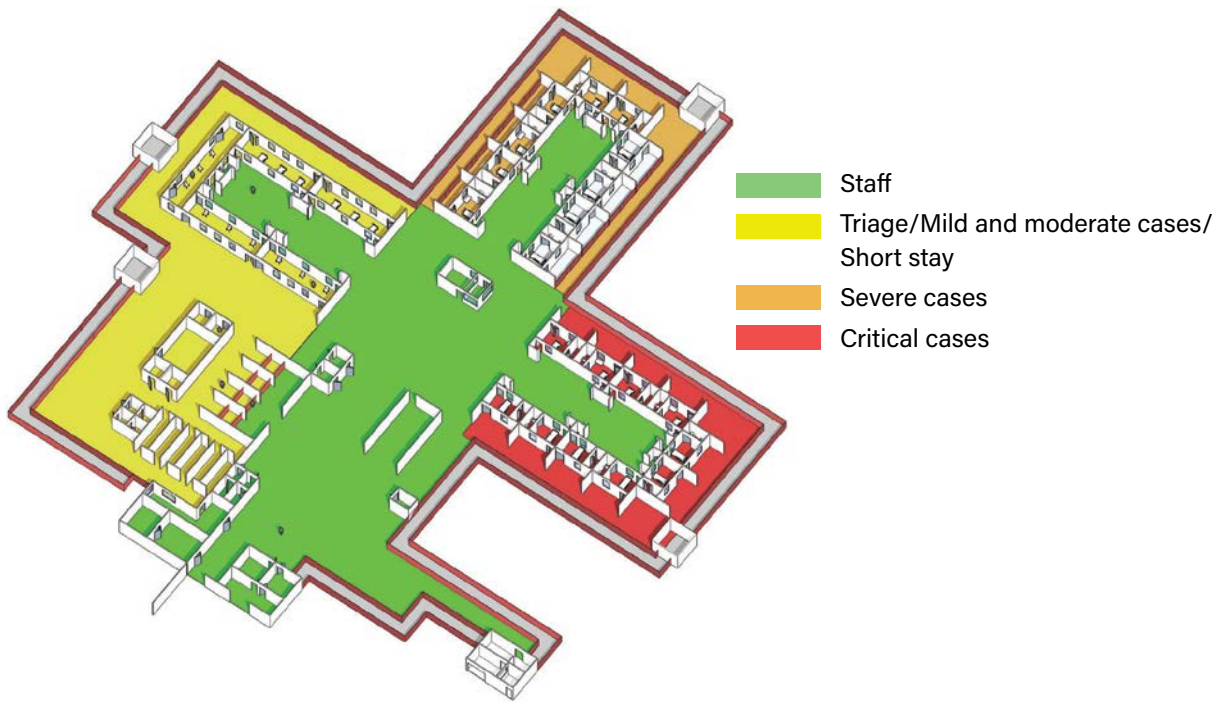 Staff
Triage/Mild and moderate cases/
Short stay
Severe cases
Critical cases